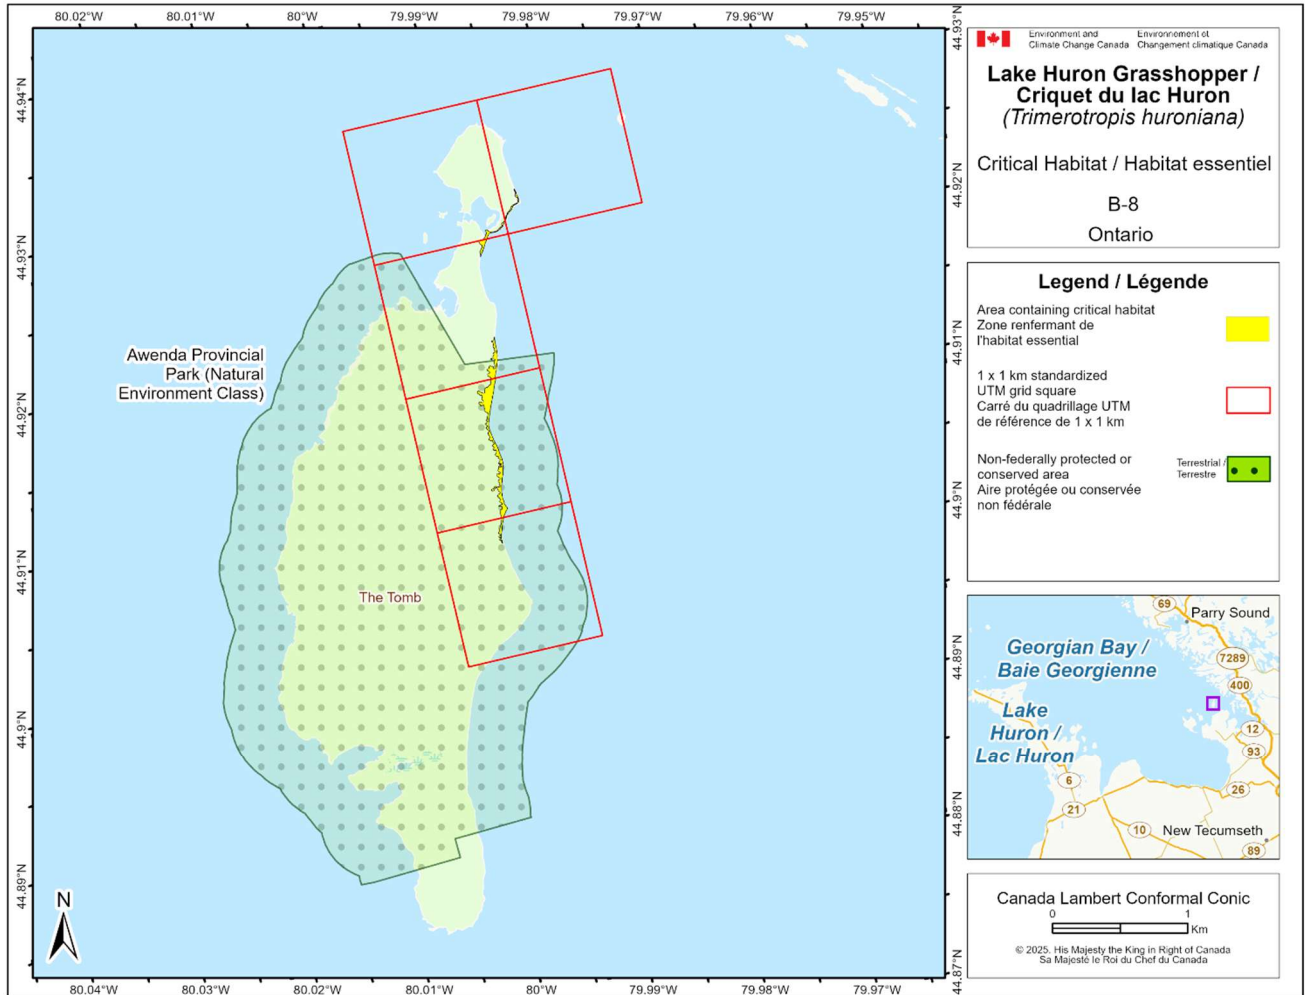 80.02°W
80.01°W
80°W
79.99°W
79.98°W
79.97°W
79.96°W
79.95°W
44.94°N
44.93°N
44.92°N
44.91°N
44.9°N
44.89°N
44.93°N
44.92°N
44.91°N
44.9°N
44.89°N
44.88°N
44.87°N
Awenda Provincial
Park (Natural
Environment Class)
The Tomb
N
80.04°W
80.03°W
80.02°W
80.01°W
80°W
79.99°W
79.98°W
79.97°W
Environment and
Climate Change Canada
Environnement et
Changement climatique Canada
Lake Huron Grasshopper /
Criquet du lac Huron
(Trimerotropis huroniana)
Critical Habitat / Habitat essentiel
B-8
Ontario
Legend / Légende
Area containing critical habitat
Zone renfermant de
l'habitat essential
1 x 1 km standardized
UTM grid square
Carré du quadrillage UTM
de référence de 1 x 1 km
Non-federally protected or
conserved area
Aire protégée ou conservée
non fédérale
Terrestrial /
Terrestre
69
Parry Sound
Georgian Bay /
Baie Georgienne
7289
400
Lake
Huron /
Lac Huron
12
93
6
26
21
10
New Tecumseth
89
Canada Lambert Conformal Conic
0 1
Km
© 2025. His Majesty the King in Right of Canada
Sa Majesté le Roi du Chef du Canada